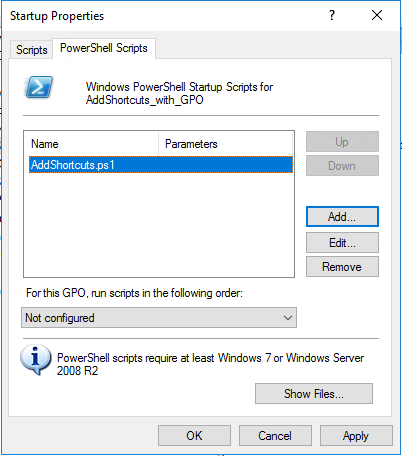 Startup Properties
Scripts
PowerShell Scripts
Windows PowerShell Startup Scripts for
AddShortcuts_with_GPO
Name
Parameters
Up
AddShortcuts.ps1
Down
Add...
Edit...
Remove
For this GPO, run scripts in the following order:
Not configured
PowerShell scripts require at least Windows 7 or Windows Server
2008 R2
Show Files...
OK
Cancel
Apply